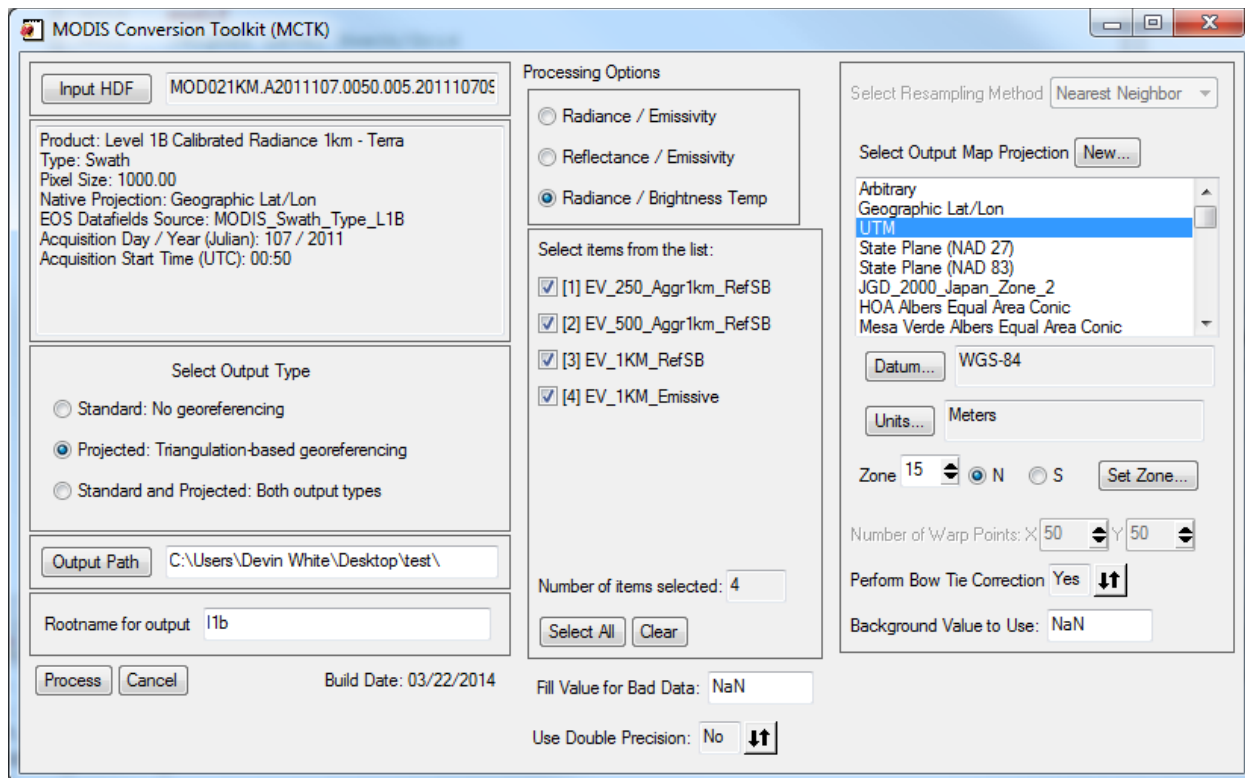 MODIS Conversion Toolkit (MCTK)
Input HDF
MOD021KM.A2011107.0050.005.201110709
Product: Level 1B Calibrated Radiance 1km - Terra
Type: Swath
Pixel Size: 1000.00
Native Projection: Geographic Lat/Lon
EOS Datafields Source: MODIS_Swath_Type_L1B
Acquisition Day / Year (Julian): 107 / 2011
Acquisition Start Time (UTC): 00:50
Select Output Type
Standard: No georeferencing
Projected: Triangulation-based georeferencing
Standard and Projected: Both output types
Output Path
C:\Users\Devin White\Desktop\test\
Rootname for output
l1b
Process Cancel
Build Date: 03/22/2014
Processing Options
Radiance / Emissivity
Reflectance / Emissivity
Radiance / Brightness Temp
Select items from the list:
[1] EV_250_Aggr1km_RefSB
[2] EV_500_Aggr1km_RefSB
[3] EV_1KM_RefSB
[4] EV_1KM_Emissive
Number of items selected: 4
Select All Clear
Fill Value for Bad Data: NaN
Use Double Precision: No
Select Resampling Method Nearest Neighbor
Select Output Map Projection New...
Arbitrary
Geographic Lat/Lon
UTM
State Plane (NAD 27)
State Plane (NAD 83)
JGD_2000_Japan_Zone_2
HOA Albers Equal Area Conic
Mesa Verde Albers Equal Area Conic
Datum... WGS-84
Units... Meters
Zone 15 N S Set Zone...
Number of Warp Points: X 50 Y 50
Perform Bow Tie Correction Yes
Background Value to Use: NaN